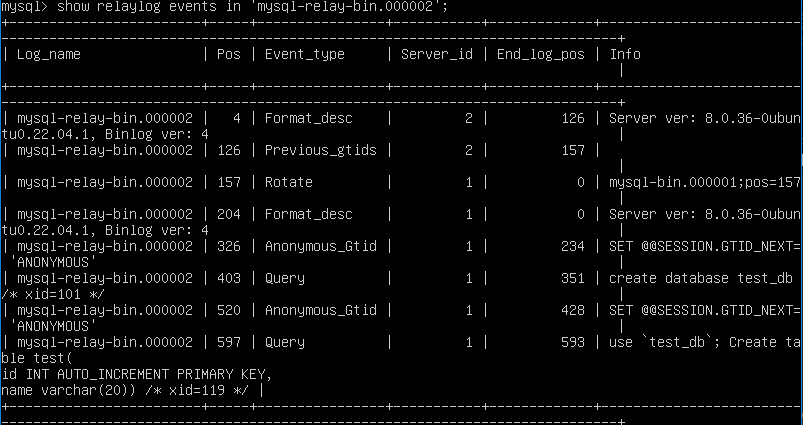 mysql> show relaylog events in 'mysql-relay-bin.000002';
+----------------------+-----+----------------+-----------+-------------+----------------------
-----------------------------------------------------------------------------+
| Log_name             | Pos | Event_type     | Server_id | End_log_pos | Info
                                                                             |
+----------------------+-----+----------------+-----------+-------------+----------------------
-----------------------------------------------------------------------------+
| mysql-relay-bin.000002 |   4 | Format_desc    |         2 |         126 | Server ver: 8.0.36-0ubun
tu0.22.04.1, Binlog ver: 4                                                   |
| mysql-relay-bin.000002 | 126 | Previous_gtids |         2 |         157 |
                                                                             |
| mysql-relay-bin.000002 | 157 | Rotate         |         1 |           0 | mysql-bin.000001;pos=157
                                                                             |
| mysql-relay-bin.000002 | 204 | Format_desc    |         1 |           0 | Server ver: 8.0.36-0ubun
tu0.22.04.1, Binlog ver: 4                                                   |
| mysql-relay-bin.000002 | 326 | Anonymous_Gtid |         1 |         234 | SET @@SESSION.GTID_NEXT=
 'ANONYMOUS'                                                                 |
| mysql-relay-bin.000002 | 403 | Query          |         1 |         351 | create database test_db
/* xid=101 */                                                                |
| mysql-relay-bin.000002 | 520 | Anonymous_Gtid |         1 |         428 | SET @@SESSION.GTID_NEXT=
 'ANONYMOUS'                                                                 |
| mysql-relay-bin.000002 | 597 | Query          |         1 |         593 | use `test_db`; Create ta
ble test(
id INT AUTO_INCREMENT PRIMARY KEY,
name varchar(20)) /* xid=119 */ |
+----------------------+-----+----------------+-----------+-------------+----------------------
-----------------------------------------------------------------------------+